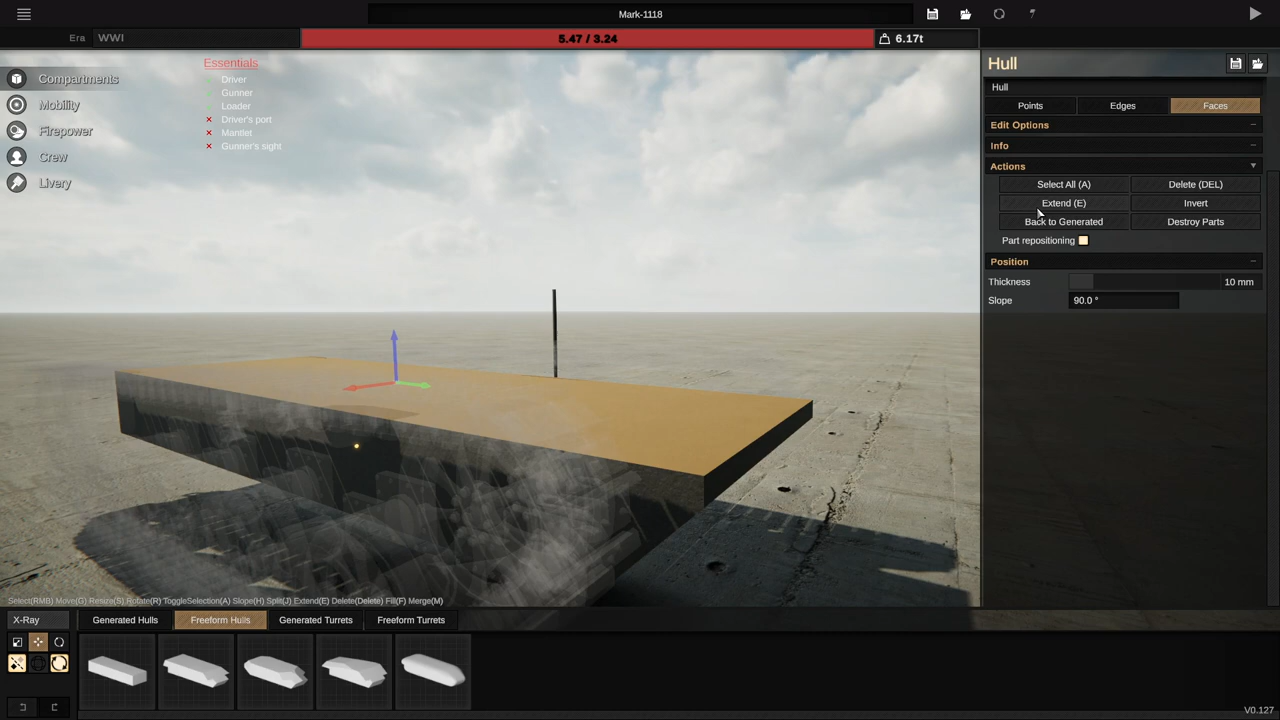 Mark-1118
Era WWI 5.47 / 3.24 6.17t
Essentials
Driver
Gunner
Loader
Driver's port
Mantlet
Gunner's sight
Compartments
Mobility
Firepower
Crew
Livery
Hull
Hull
Points Edges Faces
Edit Options
Info
Actions
Select All (A) Delete (DEL)
Extend (E) Invert
Back to Generated Destroy Parts
Part repositioning
Position
Thickness 10 mm
Slope 90.0 °
Select(RMB) Move(G) Resize(S) Rotate(R) ToggleSelection(A) Slope(H) Split(J) Extend(E) Delete(Delete) Fill(F) Merge(M)
X-Ray Generated Hulls Freeform Hulls Generated Turrets Freeform Turrets
V0.127